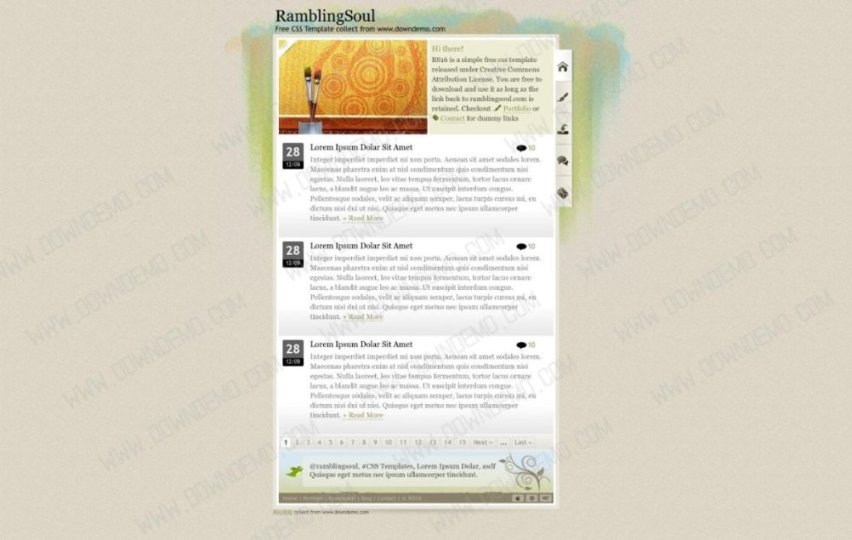 RamblingSoul
Free CSS Template collect from www.downdemo.com
Hi there!
RS16 is a simple free css template
released under Creative Commons
Attribution License. You are free to
download and use it as long as the
link back to ramblingsoul.com is
retained. Checkout Portfolio or
Contact for dummy links
28
12/09
Lorem Ipsum Dolar Sit Amet
10
Integer imperdiet imperdiet mi non porta. Aenean sit amet sodales lorem.
Maecenas pharetra enim at nisl condimentum quis condimentum nisi
egestas. Nulla laoreet, leo vitae tempus fermentum, tortor lacus ornare
lacus, a blandit augue leo ac massa. Ut suscipit interdum congue.
Pellentesque sodales, velit ac aliquam semper, lacus turpis cursus mi, eu
dictum nisi dui ut nisi. Quisque eget metus nec ipsum ullamcorper
tincidunt. » Read More
28
12/09
Lorem Ipsum Dolar Sit Amet
10
Integer imperdiet imperdiet mi non porta. Aenean sit amet sodales lorem.
Maecenas pharetra enim at nisl condimentum quis condimentum nisi
egestas. Nulla laoreet, leo vitae tempus fermentum, tortor lacus ornare
lacus, a blandit augue leo ac massa. Ut suscipit interdum congue.
Pellentesque sodales, velit ac aliquam semper, lacus turpis cursus mi, eu
dictum nisi dui ut nisi. Quisque eget metus nec ipsum ullamcorper
tincidunt. » Read More
28
12/09
Lorem Ipsum Dolar Sit Amet
10
Integer imperdiet imperdiet mi non porta. Aenean sit amet sodales lorem.
Maecenas pharetra enim at nisl condimentum quis condimentum nisi
egestas. Nulla laoreet, leo vitae tempus fermentum, tortor lacus ornare
lacus, a blandit augue leo ac massa. Ut suscipit interdum congue.
Pellentesque sodales, velit ac aliquam semper, lacus turpis cursus mi, eu
dictum nisi dui ut nisi. Quisque eget metus nec ipsum ullamcorper
tincidunt. » Read More
1 2 3 4 5 6 7 8 9 10 11 12 13 14 15 Next » ... Last »
@ramblingsoul, #CSS Templates, Lorem Ipsum Dolar, asdf
Quisque eget metus nec ipsum ullamcorper tincidunt.
Home | Portfolio | Downloads | Blog | Contact | © RS16
collect from www.downdemo.com
WWW.DOWNDEMO.COM